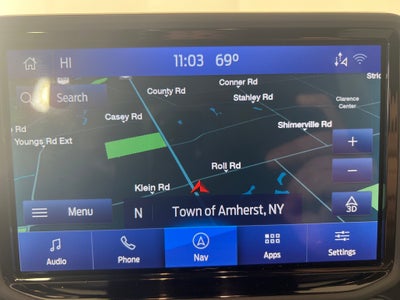 HI 11:03 69°
Conner Rd
Search
County Rd
Stanley Rd
Clarence
Center
Casey Rd
Shimerville Rd
Youngs Rd Ext
+
Roll Rd
−
Klein Rd
Menu
N
Town of Amherst, NY
3D
Audio
Phone
Nav
Apps
Settings